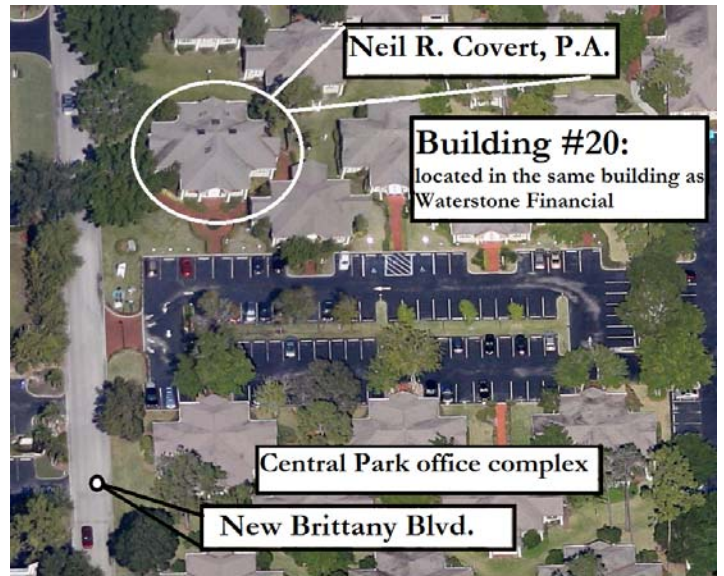 Neil R. Covert, P.A.
Building #20:
located in the same building as
Waterstone Financial
Central Park office complex
New Brittany Blvd.